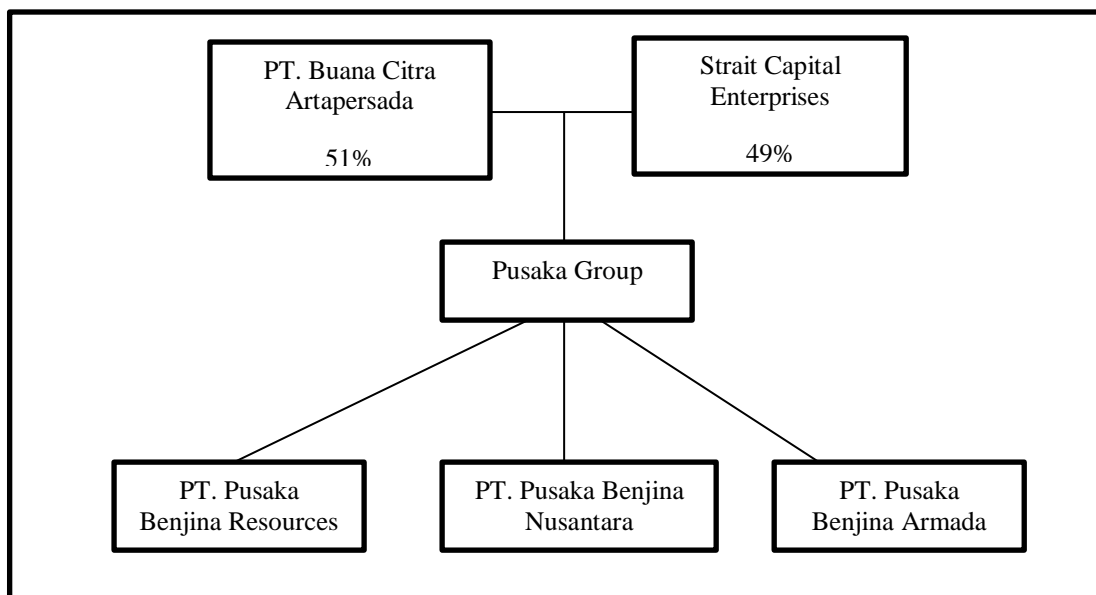 PT. Buana Citra
Artapersada
51%
Strait Capital
Enterprises
49%
Pusaka Group
PT. Pusaka
Benjina Resources
PT. Pusaka Benjina
Nusantara
PT. Pusaka
Benjina Armada